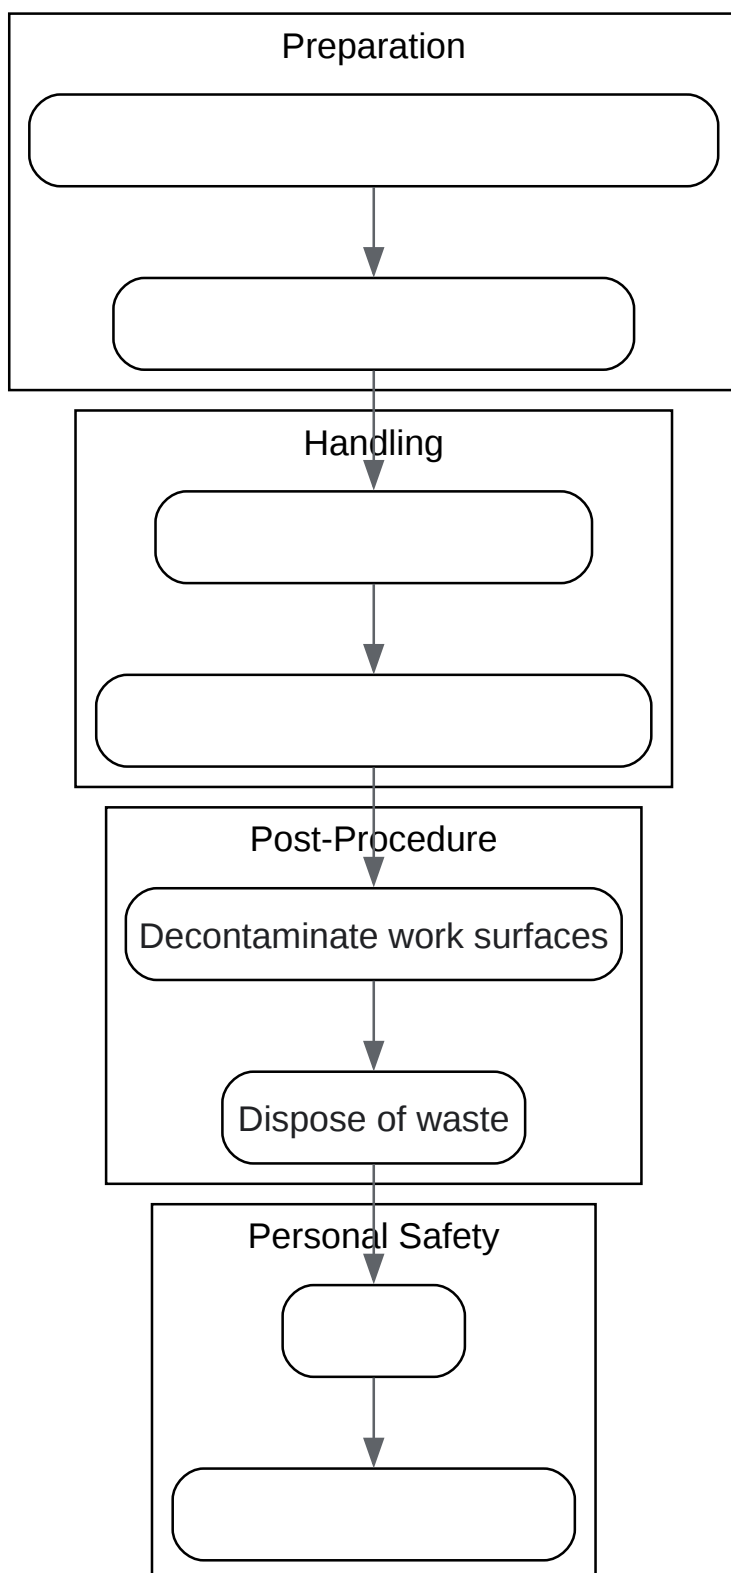 Preparation
Handling
Post-Procedure
Decontaminate work surfaces
Dispose of waste
Personal Safety